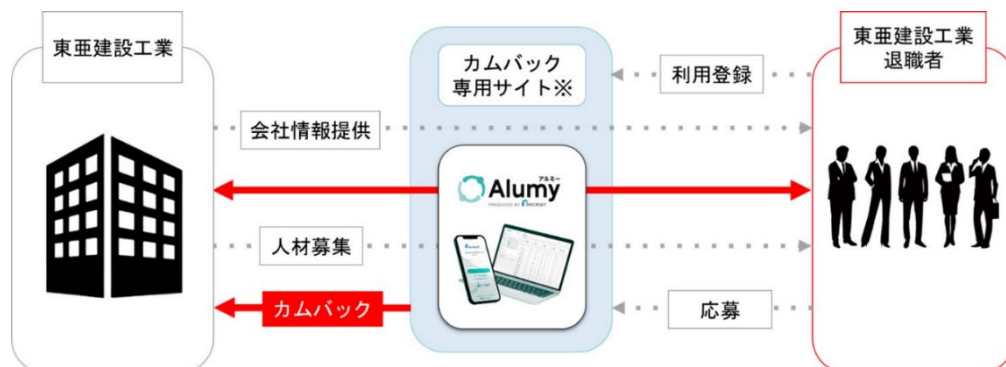 東亜建設工業
カムバック
専用サイト※
東亜建設工業
退職者
利用登録
会社情報提供
アルミー
Alumy
PRODUCED BY
人材募集
カムバック
応募